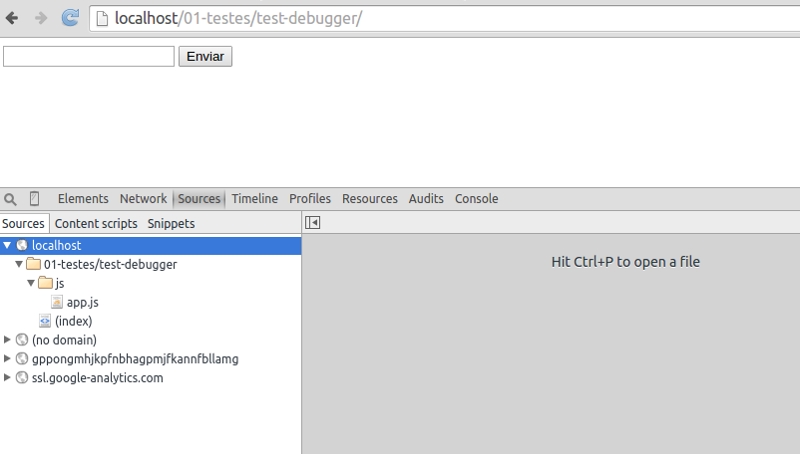 localhost/01-testes/test-debugger/
Enviar
Elements Network Sources Timeline Profiles Resources Audits Console
Sources Content scripts Snippets
localhost
01-testes/test-debugger
js
app.js
(index)
(no domain)
gppongmhjkpfnbhagpmjfkannfbllamg
ssl.google-analytics.com
Hit Ctrl+P to open a file